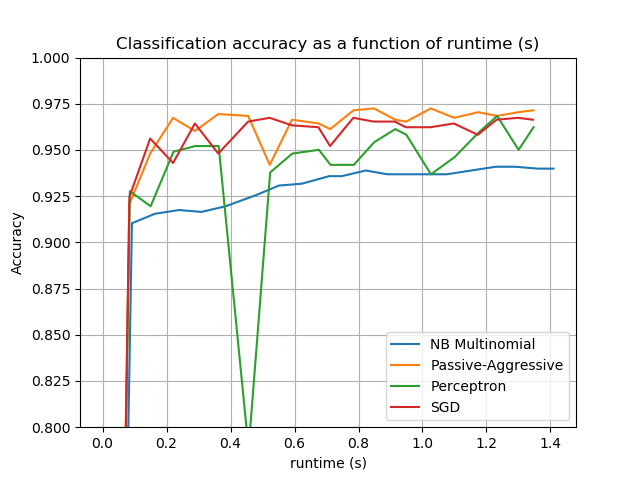 Classification accuracy as a function of runtime (s)
1.000
0.975
0.950
0.925
0.900
0.875
0.850
0.825
0.800
Accuracy
NB Multinomial
Passive-Aggressive
Perceptron
SGD
0.0 0.2 0.4 0.6 0.8 1.0 1.2 1.4
runtime (s)